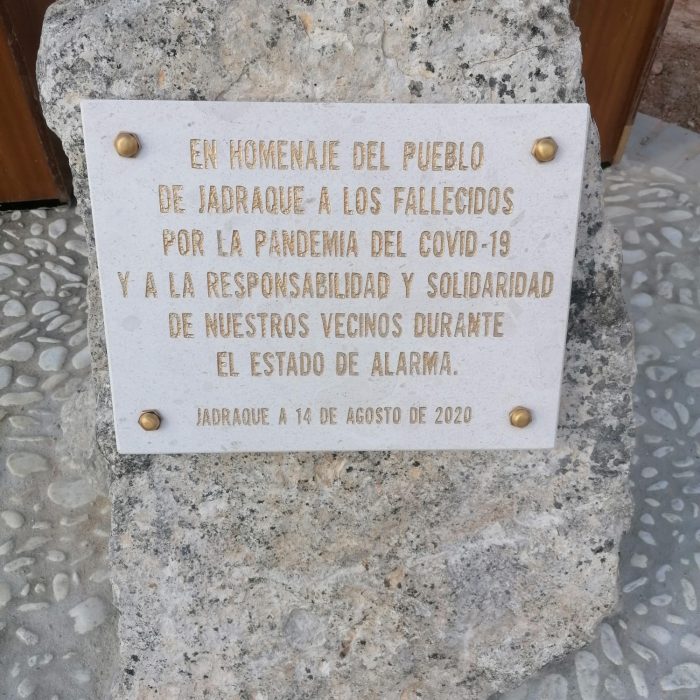 EN HOMENAJE DEL PUEBLO
DE JADRAQUE A LOS FALLECIDOS
POR LA PANDEMIA DEL COVID-19
Y A LA RESPONSABILIDAD Y SOLIDARIDAD
DE NUESTROS VECINOS DURANTE
EL ESTADO DE ALARMA.
JADRAQUE A 14 DE AGOSTO DE 2020